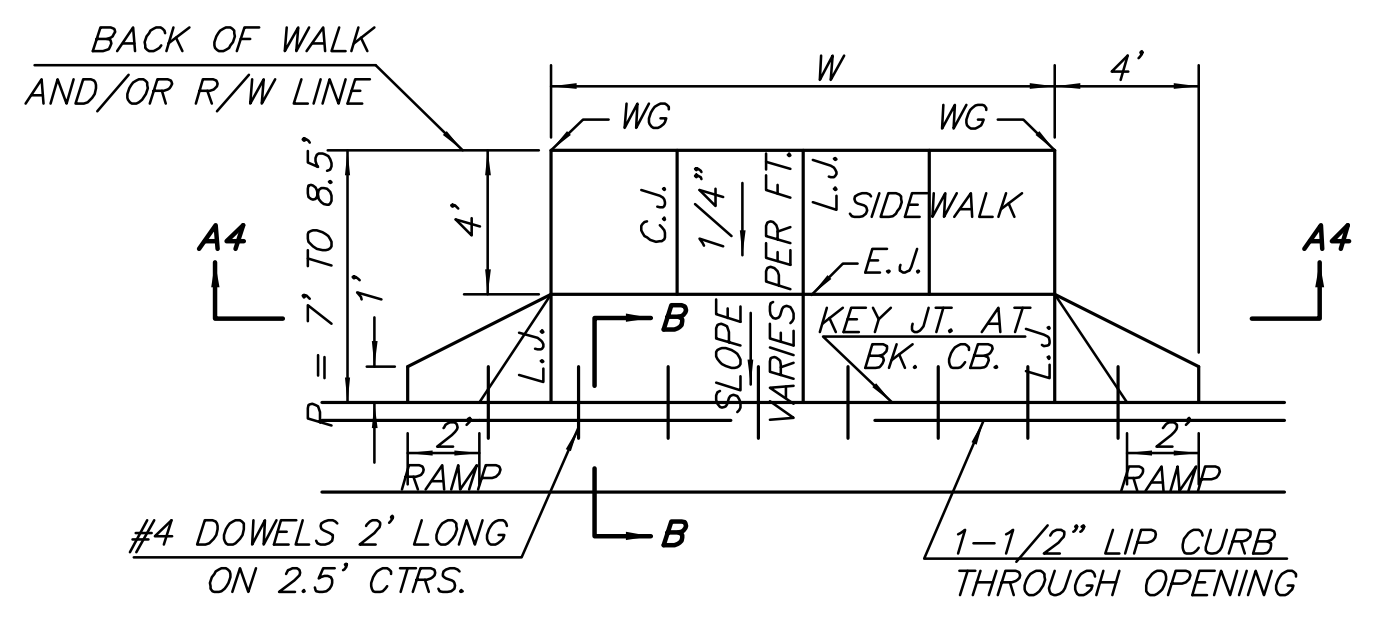 BACK OF WALK
AND/OR R/W LINE
W
4'
WG
WG
P = 7' TO 8.5'
4'
1'
C.J.
1/4"
PER FT.
L.J.
SIDEWALK
E.J.
A4
A4
L.J.
B
SLOPE
VARIES
KEY JT. AT
BK. CB.
L.J.
2'
RAMP
2'
RAMP
#4 DOWELS 2' LONG
ON 2.5' CTRS.
B
1-1/2" LIP CURB
THROUGH OPENING